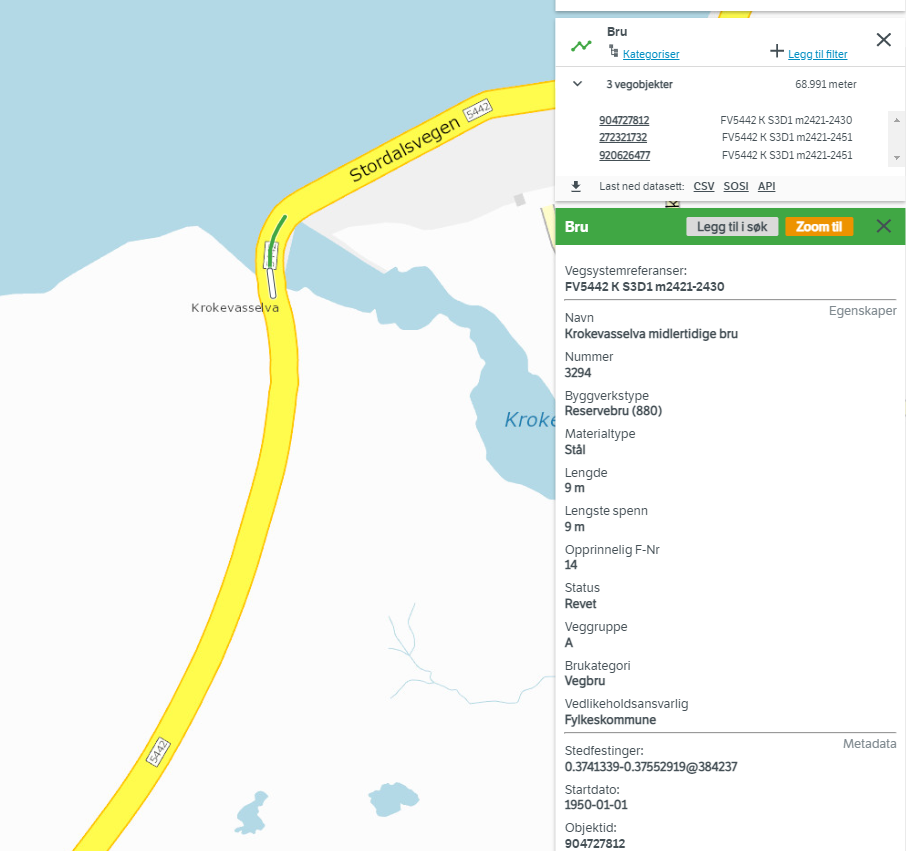 Stordalsvegen
5442
Krokevasselva
5442
Bru
Kategoriser
Legg til filter
3 vegobjekter
68.991 meter
904727812 FV5442 K S3D1 m2421-2430
272321732 FV5442 K S3D1 m2421-2451
920626477 FV5442 K S3D1 m2421-2451
Last ned datasett: CSV SOSI API
Bru
Legg til i søk
Zoom til
Vegsystemreferanser:
FV5442 K S3D1 m2421-2430
Egenskaper
Navn
Krokevasselva midlertidige bru
Nummer
3294
Byggverkstype
Reservebru (880)
Materialtype
Stål
Lengde
9 m
Lengste spenn
9 m
Opprinnelig F-Nr
14
Status
Revet
Veggruppe
A
Brukategori
Vegbru
Vedlikeholdsansvarlig
Fylkeskommune
Metadata
Stedfestinger:
0.3741339-0.37552919@384237
Startdato:
1950-01-01
Objektid:
904727812